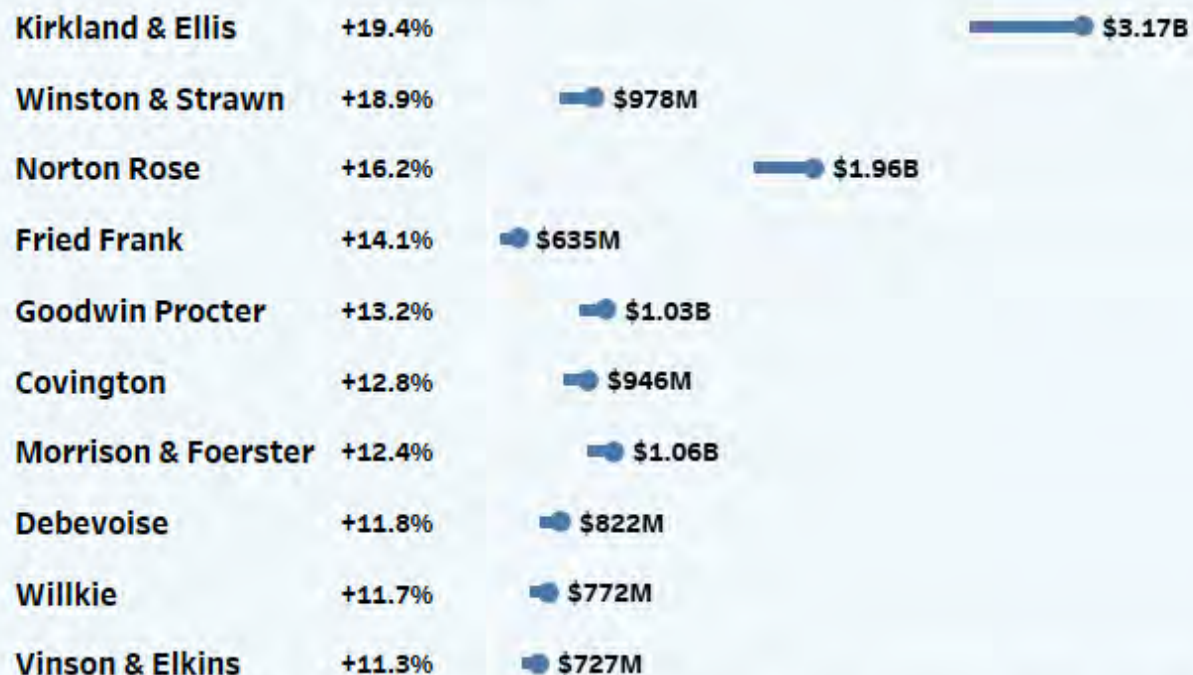 Kirkland & Ellis +19.4% $3.17B
Winston & Strawn +18.9% $978M
Norton Rose +16.2% $1.96B
Fried Frank +14.1% $635M
Goodwin Procter +13.2% $1.03B
Covington +12.8% $946M
Morrison & Foerster +12.4% $1.06B
Debevoise +11.8% $822M
Willkie +11.7% $772M
Vinson & Elkins +11.3% $727M